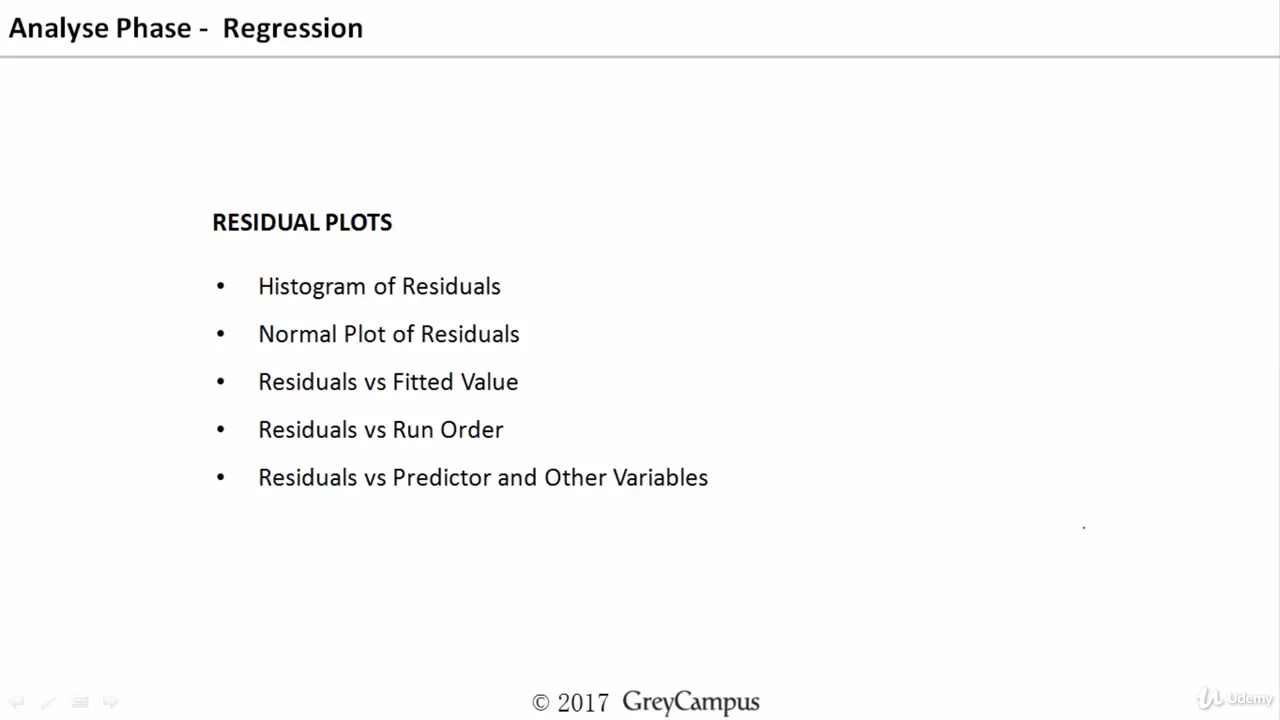 Analyse Phase - Regression
RESIDUAL PLOTS
• Histogram of Residuals
• Normal Plot of Residuals
• Residuals vs Fitted Value
• Residuals vs Run Order
• Residuals vs Predictor and Other Variables
© 2017 GreyCampus
Udemy